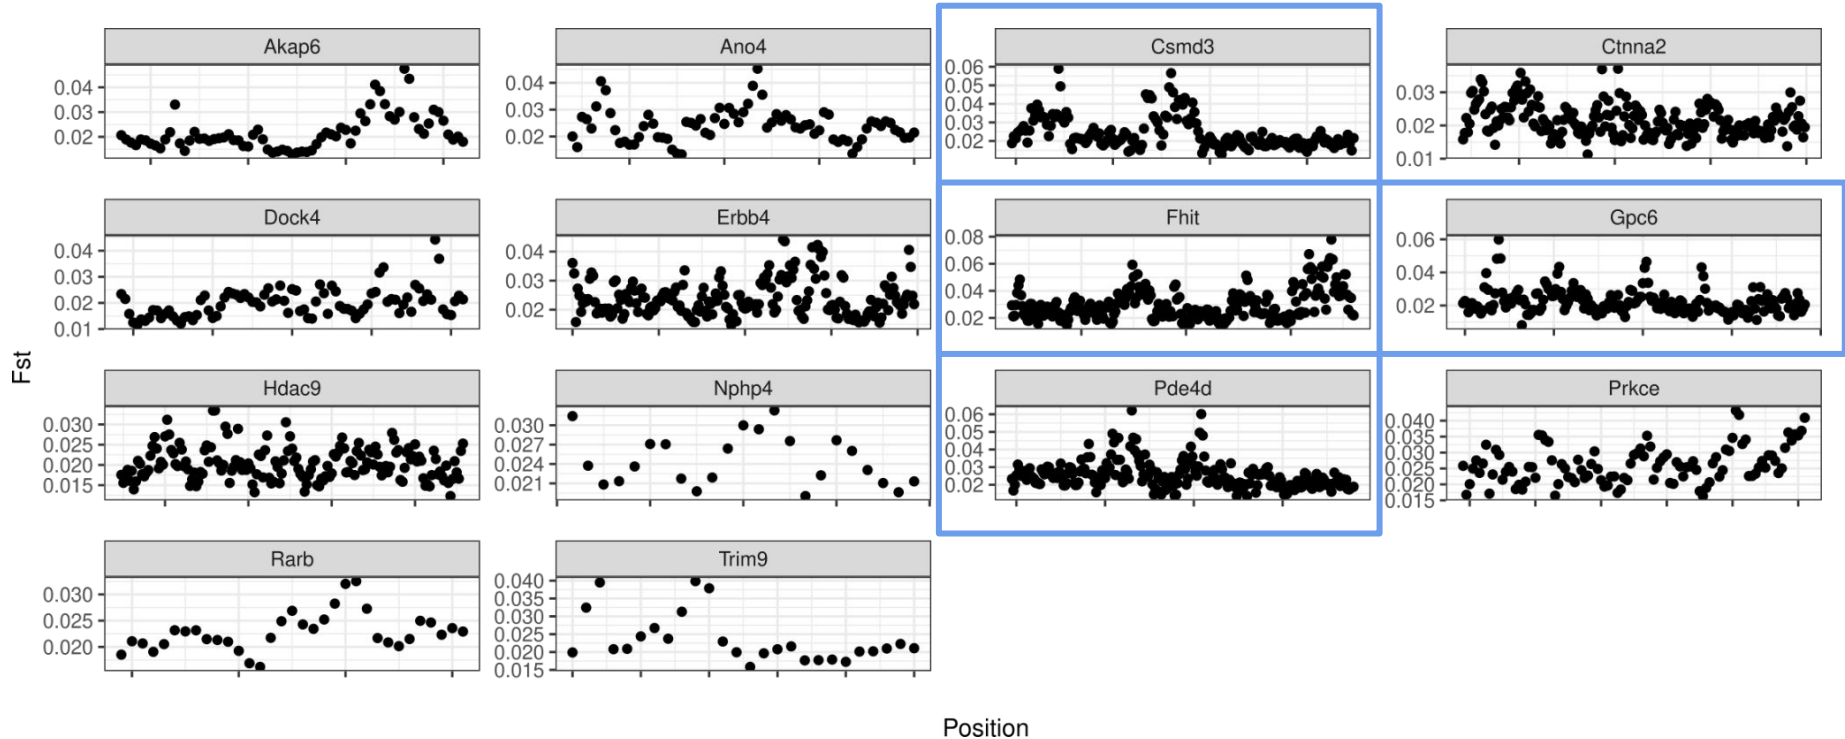 Akap6 Ano4 Csmd3 Ctnna2
0.04 0.03 0.02
0.04 0.03 0.02
0.06 0.05 0.04 0.03 0.02
0.03 0.02 0.01
Dock4 Erbb4 Fhit Gpc6
0.04 0.03 0.02 0.01
0.04 0.03 0.02
0.08 0.06 0.04 0.02
0.06 0.04 0.02
Fst
Hdac9 Nphp4 Pde4d Prkce
0.030 0.025 0.020 0.015
0.030 0.027 0.024 0.021
0.06 0.05 0.04 0.03 0.02
0.040 0.035 0.030 0.025 0.020 0.015
Rarb Trim9
0.030 0.025 0.020
0.040 0.035 0.030 0.025 0.020 0.015
Position